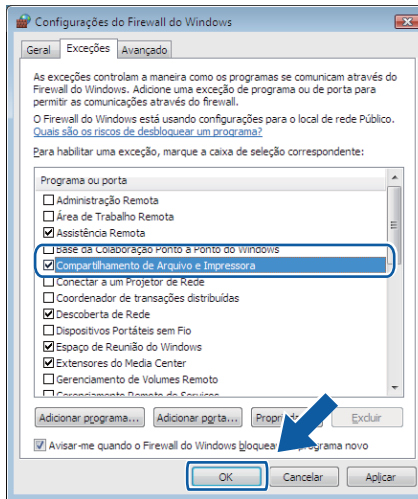 Configurações do Firewall do Windows
Geral Exceções Avançado
As exceções controlam a maneira como os programas se comunicam através do
Firewall do Windows. Adicione uma exceção de programa ou de porta para
permitir as comunicações através do firewall.
O Firewall do Windows está usando configurações para o local de rede Público.
Quais são os riscos de desbloquear um programa?
Para habilitar uma exceção, marque a caixa de seleção correspondente:
Programa ou porta
Administração Remota
Área de Trabalho Remota
Assistência Remota
Base da Colaboração Ponto a Ponto do Windows
Compartilhamento de Arquivo e Impressora
Conectar a um Projetor de Rede
Coordenador de transações distribuídas
Descoberta de Rede
Dispositivos Portáteis sem Fio
Espaço de Reunião do Windows
Extensores do Media Center
Gerenciamento de Volumes Remoto
Gerenciamento Remoto de Serviços
Adicionar programa... Adicionar porta... Excluir
Avisar-me quando o Firewall do Windows novo
OK Cancelar Aplicar